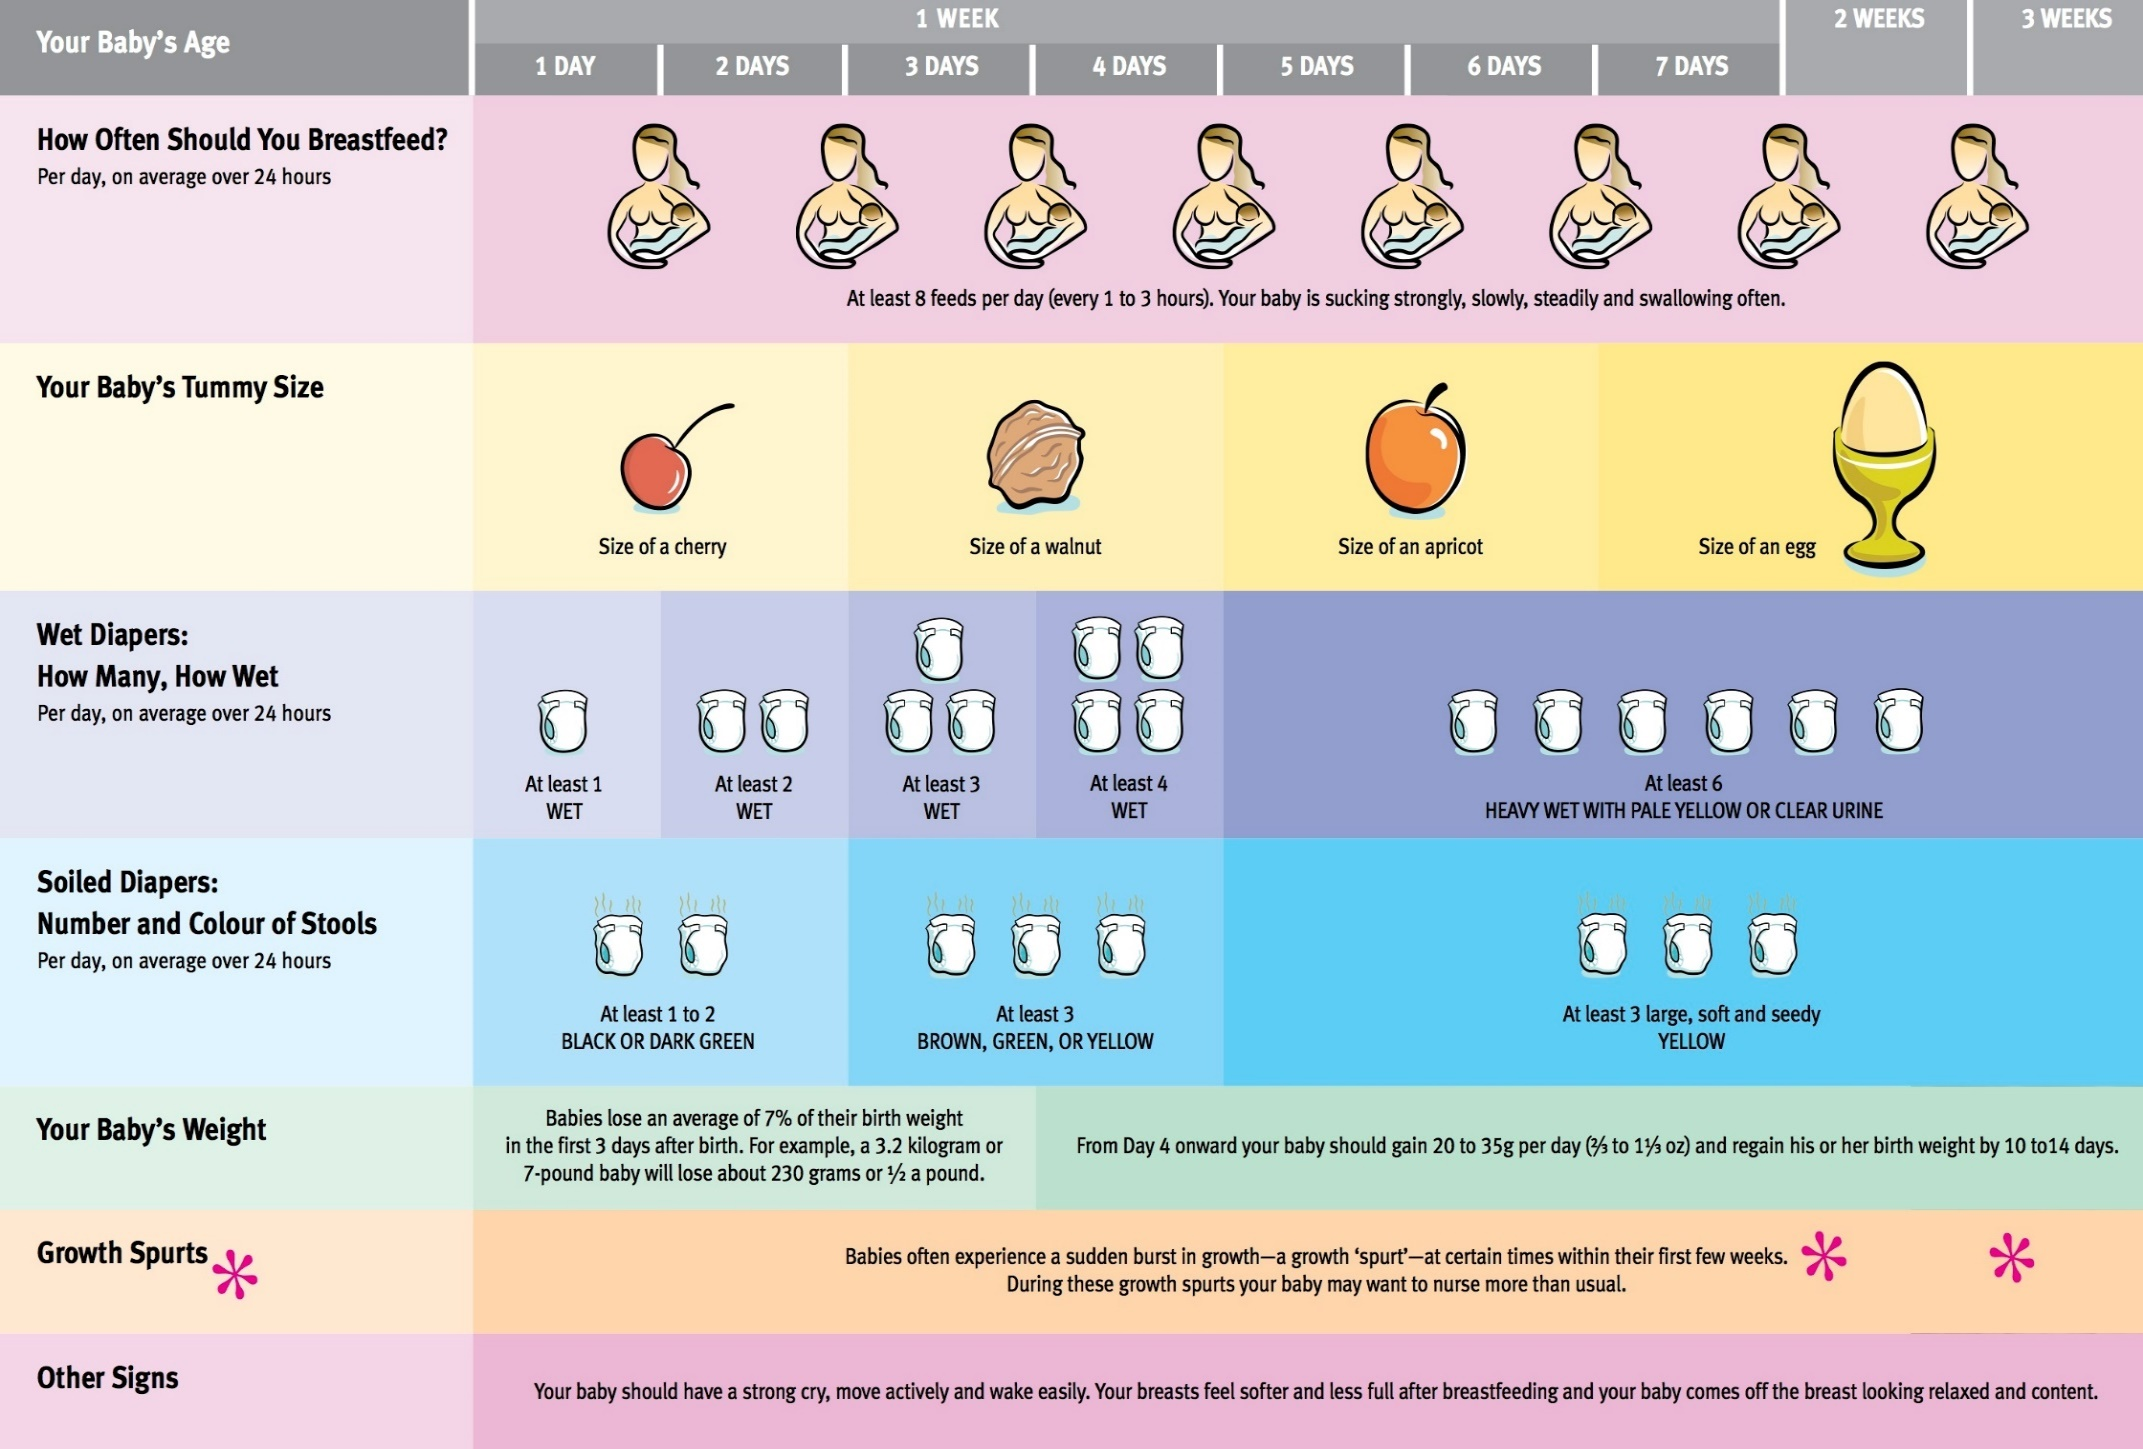 Your Baby's Age
1 WEEK
2 WEEKS
3 WEEKS
1 DAY
2 DAYS
3 DAYS
4 DAYS
5 DAYS
6 DAYS
7 DAYS
How Often Should You Breastfeed?
Per day, on average over 24 hours
At least 8 feeds per day (every 1 to 3 hours). Your baby is sucking strongly, slowly, steadily and swallowing often.
Your Baby's Tummy Size
Size of a cherry
Size of a walnut
Size of an apricot
Size of an egg
Wet Diapers:
How Many, How Wet
Per day, on average over 24 hours
At least 1
WET
At least 2
WET
At least 3
WET
At least 4
WET
At least 6
HEAVY WET WITH PALE YELLOW OR CLEAR URINE
Soiled Diapers:
Number and Colour of Stools
Per day, on average over 24 hours
At least 1 to 2
BLACK OR DARK GREEN
At least 3
BROWN, GREEN, OR YELLOW
At least 3 large, soft and seedy
YELLOW
Your Baby's Weight
Babies lose an average of 7% of their birth weight
in the first 3 days after birth. For example, a 3.2 kilogram or
7-pound baby will lose about 230 grams or ½ a pound.
From Day 4 onward your baby should gain 20 to 35g per day (⅔ to 1⅓ oz) and regain his or her birth weight by 10 to14 days.
Growth Spurts *
Babies often experience a sudden burst in growth—a growth ‘spurt’—at certain times within their first few weeks. * *
During these growth spurts your baby may want to nurse more than usual.
Other Signs
Your baby should have a strong cry, move actively and wake easily. Your breasts feel softer and less full after breastfeeding and your baby comes off the breast looking relaxed and content.